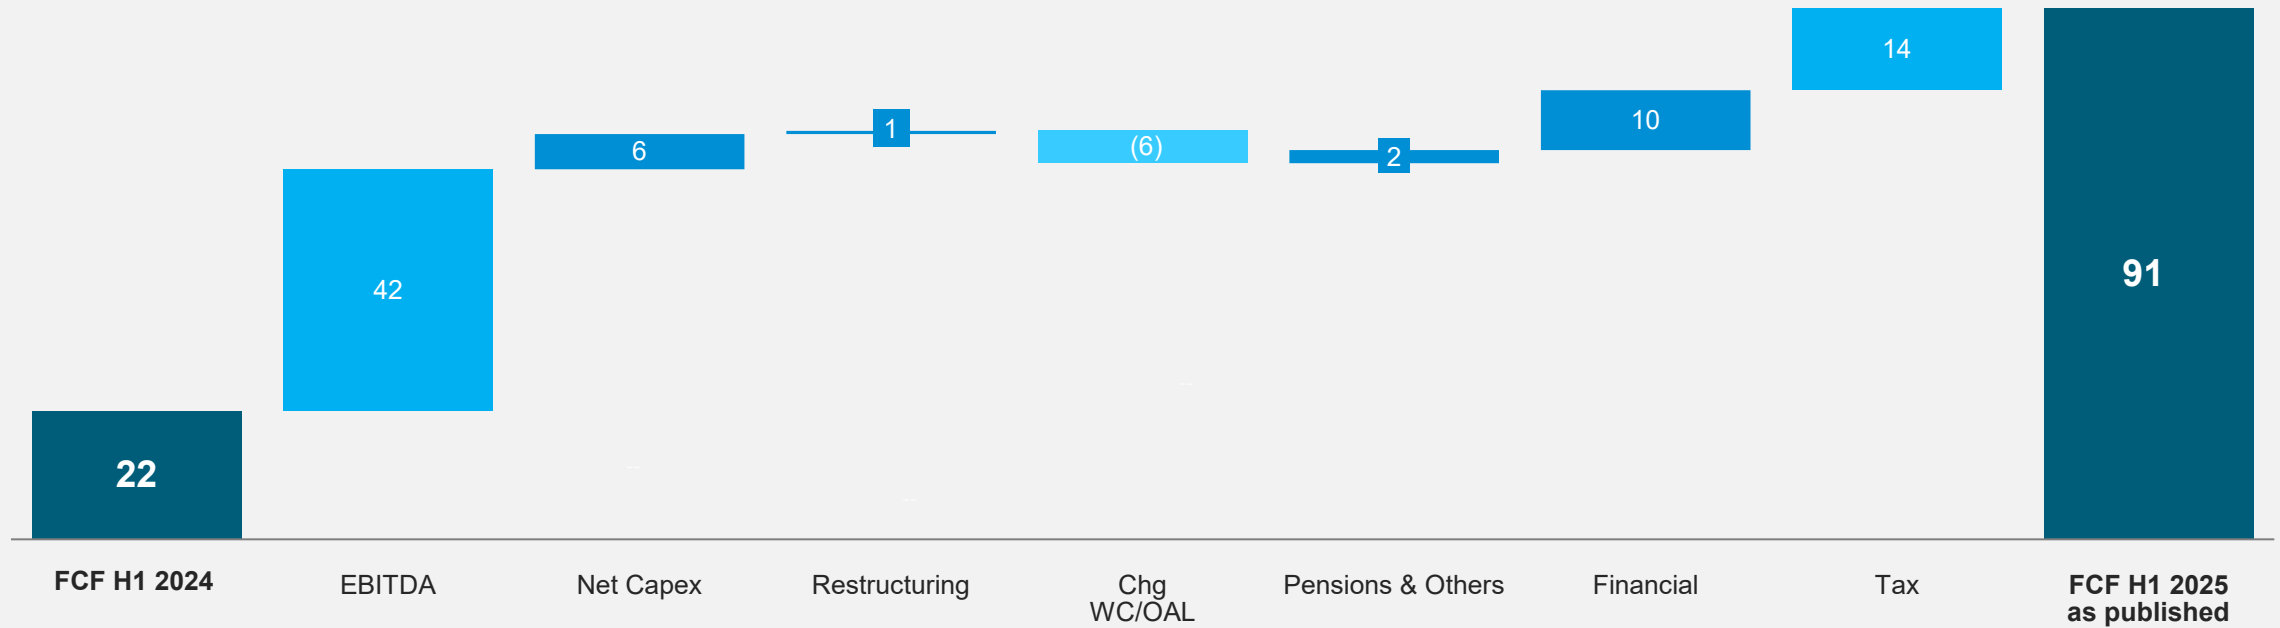 14
1
(6)
10
6
2
42
91
22
FCF H1 2024
EBITDA
Net Capex
Restructuring
Chg
WC/OAL
Pensions & Others
Financial
Tax
FCF H1 2025
as published